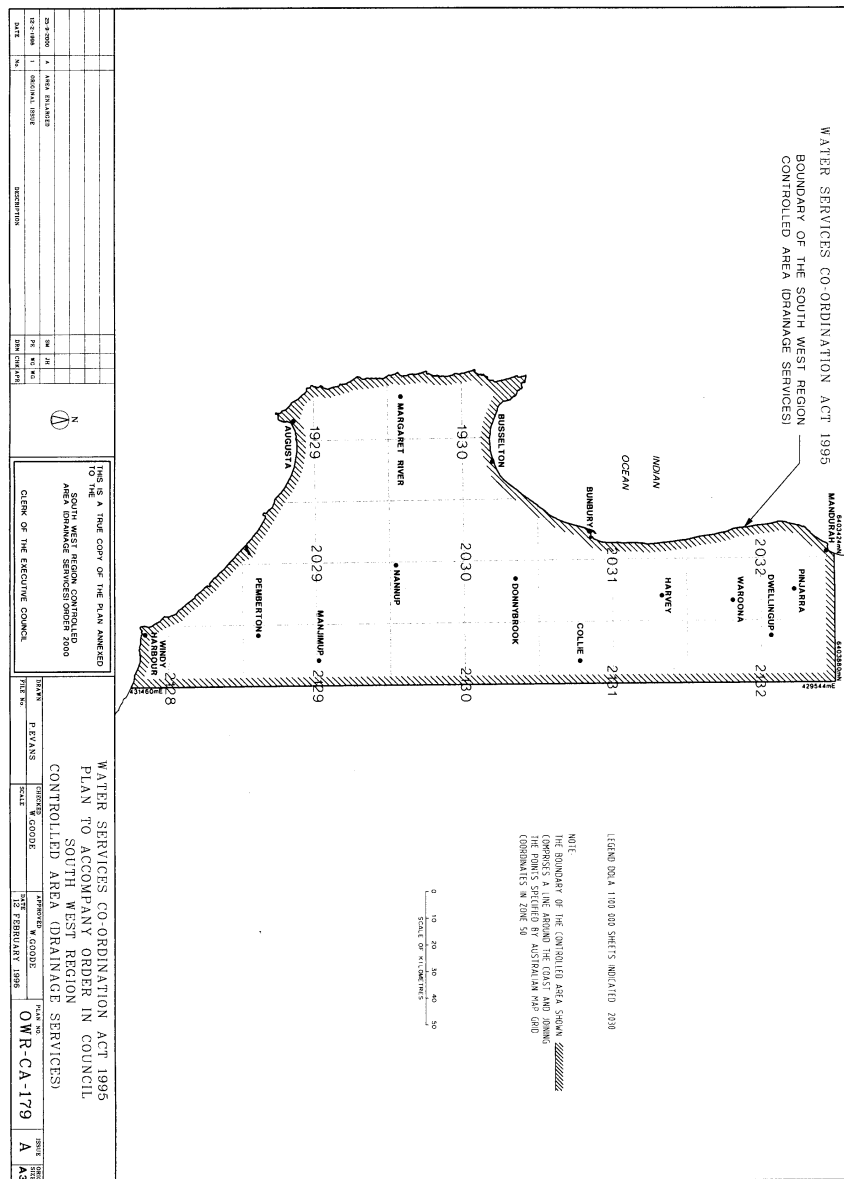 WATER SERVICES CO-ORDINATION ACT 1995
BOUNDARY OF THE SOUTH WEST REGION
CONTROLLED AREA (DRAINAGE SERVICES)
6403424mN
6403880mN
MANDURAH
429544mE
PINJARRA
DWELLINGUP
2032
2132
WAROONA
HARVEY
INDIAN
OCEAN
2031
2131
BUNBURY
COLLIE
DONNYBROOK
BUSSELTON
1930
2030
2130
MARGARET RIVER
NANNUP
1929
2029
2129
MANJIMUP
AUGUSTA
PEMBERTON
WINDY
HARBOUR
2128
431460mE
LEGEND DOLA 1:100 000 SHEETS INDICATED 2030
NOTE:
THE BOUNDARY OF THE CONTROLLED AREA SHOWN
COMPRISES A LINE AROUND THE COAST AND JOINING
THE POINTS SPECIFIED BY AUSTRALIAN MAP GRID
COORDINATES IN ZONE 50
0 10 20 30 40 50
SCALE OF KILOMETRES
25-9-2000 A AREA ENLARGED SM JH
12-2-1996 1 ORIGINAL ISSUE PE WG WG
DATE No. DESCRIPTION DRN CHK APR
N
THIS IS A TRUE COPY OF THE PLAN ANNEXED
TO THE
SOUTH WEST REGION CONTROLLED
AREA (DRAINAGE SERVICES) ORDER 2000
CLERK OF THE EXECUTIVE COUNCIL
WATER SERVICES CO-ORDINATION ACT 1995
PLAN TO ACCOMPANY ORDER IN COUNCIL
SOUTH WEST REGION
CONTROLLED AREA (DRAINAGE SERVICES)
DRAWN P EVANS
CHECKED W GOODE
APPROVED W GOODE
PLAN NO. OWR-CA-179
ISSUE A
ORIG SIZE A3
FILE No.
SCALE
DATE 12 FEBRUARY 1996